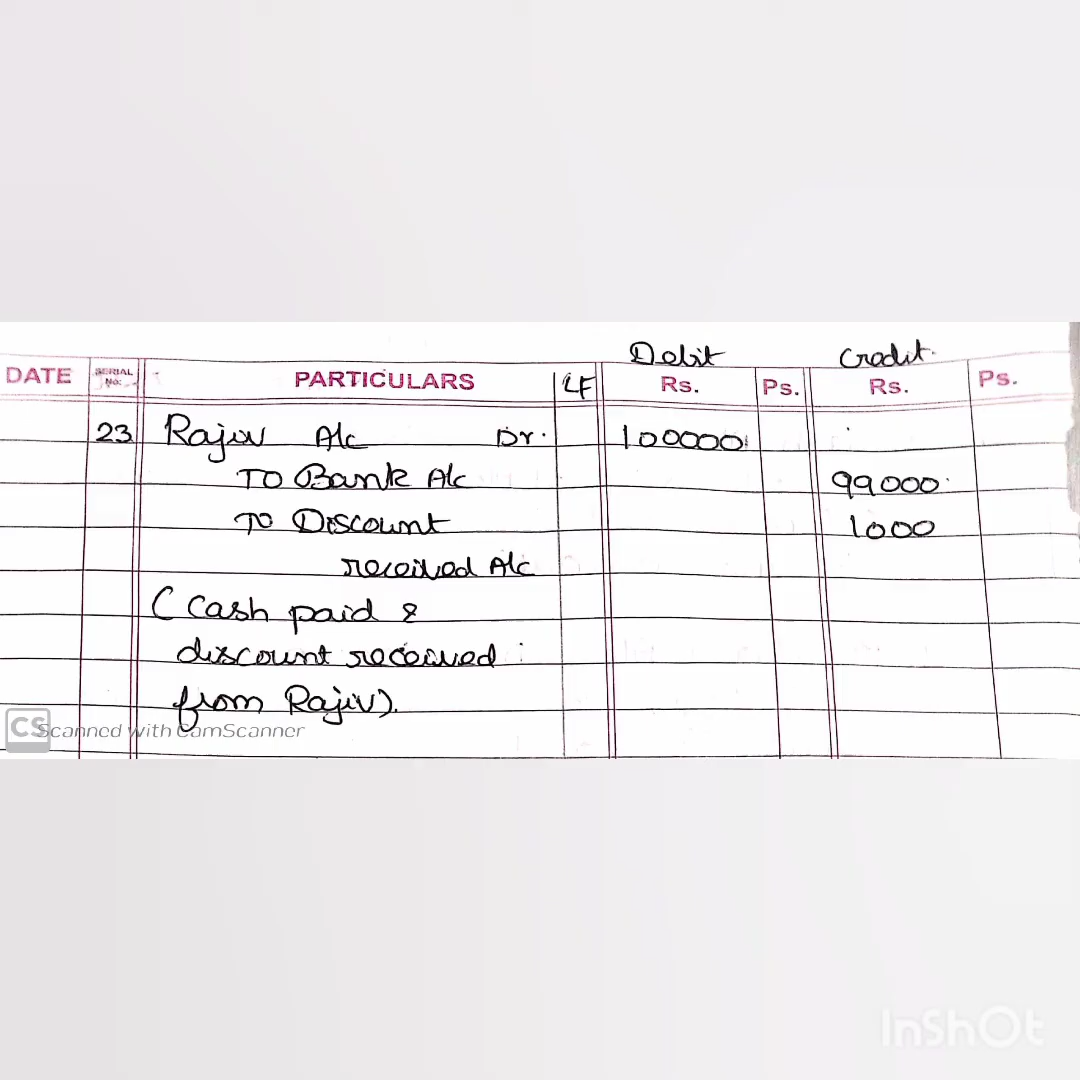 Debit Credit.
DATE SERIAL No: PARTICULARS LF Rs. Ps. Rs. Ps.
23 Rajiv A/c Dr. 100000
To Bank A/c 99000
To Discount 1000
received A/c
( Cash paid &
discount received
from Rajiv).
CS Scanned with CamScanner
InShOt